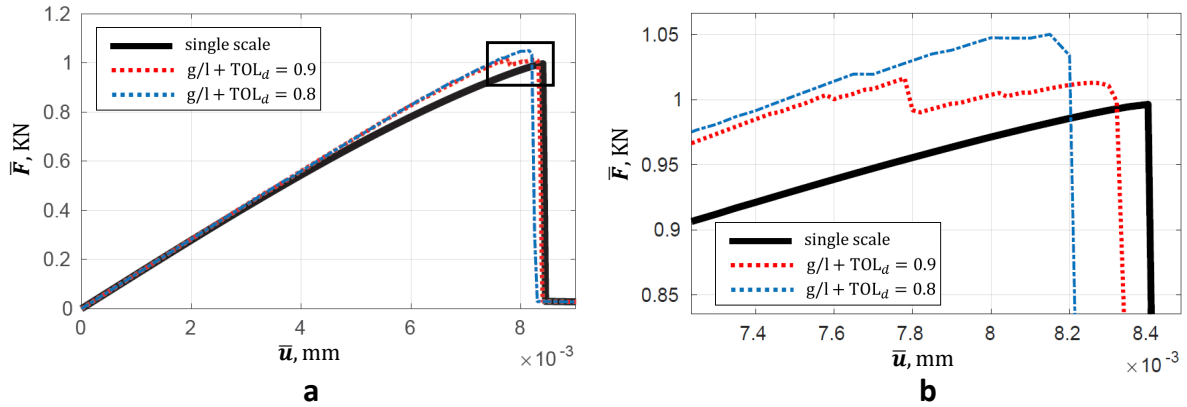 1.2
1
0.8
0.6
0.4
0.2
0
F̅, KN
single scale
g/l + TOL_d = 0.9
g/l + TOL_d = 0.8
0 2 4 6 8
×10⁻³
u̅, mm
a
1.05
1
0.95
0.9
0.85
F̅, KN
single scale
g/l + TOL_d = 0.9
g/l + TOL_d = 0.8
7.4 7.6 7.8 8 8.2 8.4
×10⁻³
u̅, mm
b